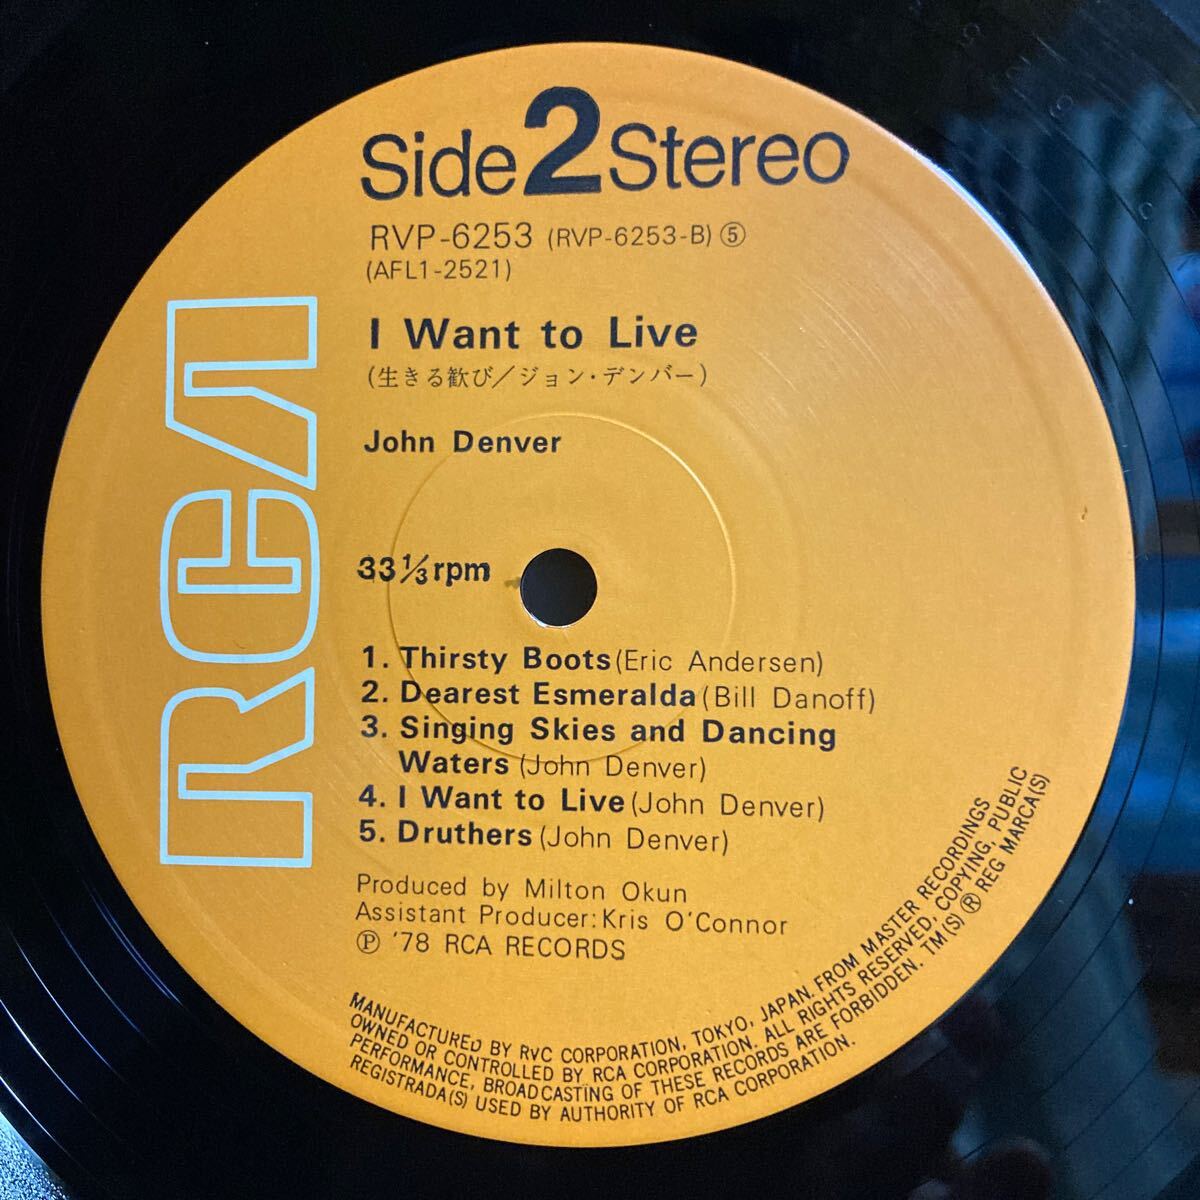 Side 2 Stereo
RVP-6253 (RVP-6253-B) ⑤
(AFL1-2521)
I Want to Live
(生きる歓び/ジョン・デンバー)
John Denver
RCA
33⅓rpm
1. Thirsty Boots (Eric Andersen)
2. Dearest Esmeralda (Bill Danoff)
3. Singing Skies and Dancing
Waters (John Denver)
4. I Want to Live (John Denver)
5. Druthers (John Denver)
Produced by Milton Okun
Assistant Producer: Kris O'Connor
Ⓟ '78 RCA RECORDS
MANUFACTURED BY RVC CORPORATION, TOKYO, JAPAN. FROM MASTER RECORDINGS
OWNED OR CONTROLLED BY RCA CORPORATION. ALL RIGHTS RESERVED, COPYING, PUBLIC
PERFORMANCE, BROADCASTING OF THESE RECORDS ARE FORBIDDEN. TM(S) ® REG MARCA(S)
REGISTRADA(S) USED BY AUTHORITY OF RCA CORPORATION.